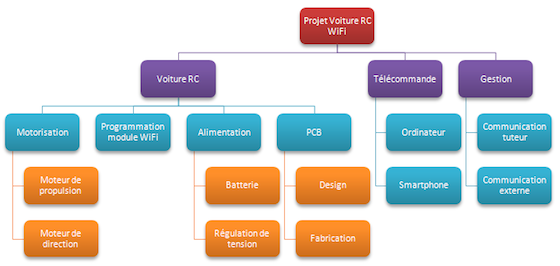 Projet Voiture RC
WiFi
Voiture RC
Télécommande
Gestion
Motorisation
Programmation
module WiFi
Alimentation
PCB
Ordinateur
Communication
tuteur
Moteur de
propulsion
Batterie
Design
Smartphone
Communication
externe
Moteur de
direction
Régulation de
tension
Fabrication